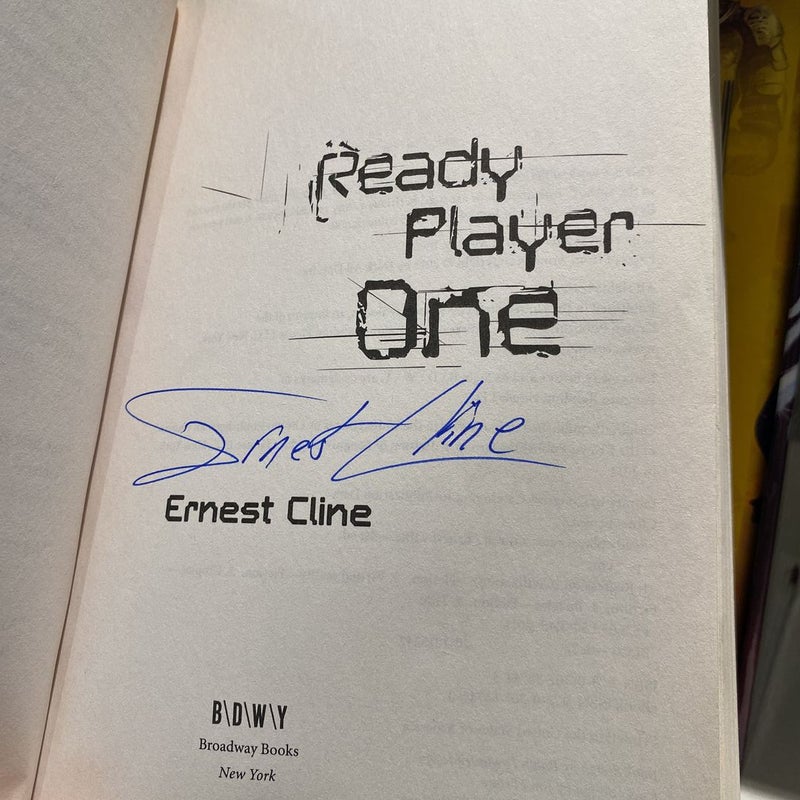 Ready
Player
One
Ernest Cline
Ernest Cline
B\D\W\Y
Broadway Books
New York